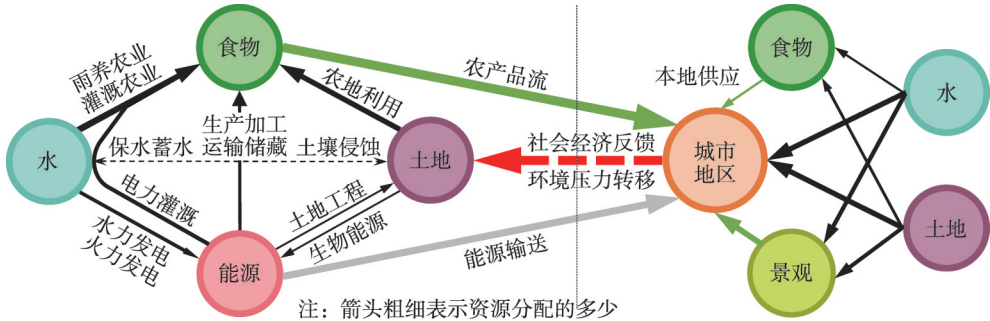 食物
雨养农业
灌溉农业
农地利用
生产加工
运输储藏
保水蓄水
土壤侵蚀
水
土地
电力灌溉
土地工程
生物能源
水力发电
火力发电
能源
农产品流
社会经济反馈
环境压力转移
能源输送
食物
本地供应
水
城市
地区
土地
景观
注：箭头粗细表示资源分配的多少